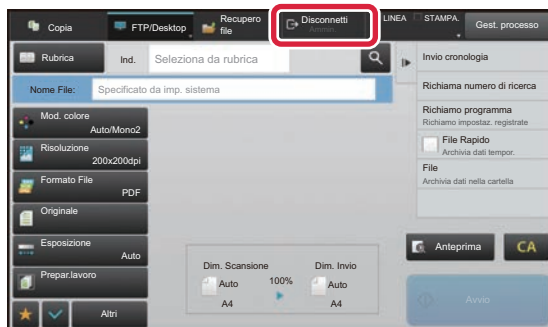 Copia
FTP/Desktop
Recupero
file
Disconnetti
Ammin.
LINEA
STAMPA.
Gest. processo
Rubrica
Ind.
Seleziona da rubrica
Nome File:
Specificato da imp. sistema
Mod. colore
Auto/Mono2
Risoluzione
200x200dpi
Formato File
PDF
Originale
Esposizione
Auto
Prepar.lavoro
Altri
Dim. Scansione
Auto
A4
100%
Dim. Invio
Auto
A4
Invio cronologia
Richiama numero di ricerca
Richiamo programma
Richiamo impostaz. registrate
File Rapido
Archivia dati tempor.
File
Archivia dati nella cartella
Anteprima
CA
Avvio